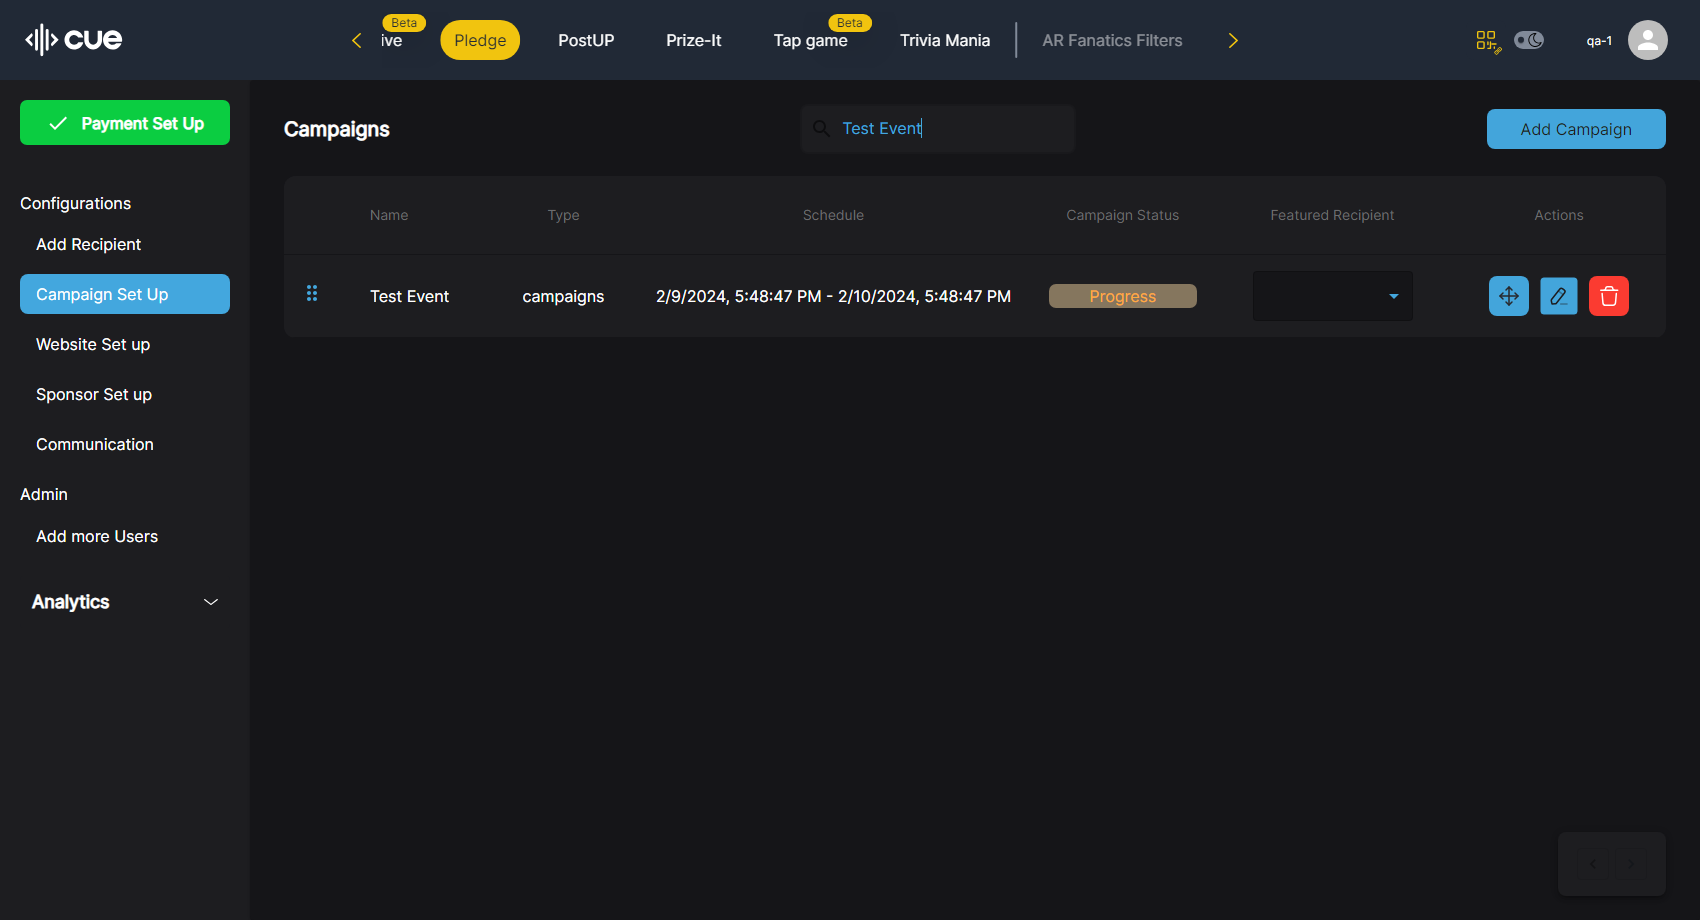 cue
Beta
ive
Pledge
PostUP
Prize-It
Beta
Tap game
Trivia Mania
AR Fanatics Filters
qa-1
Payment Set Up
Configurations
Add Recipient
Campaign Set Up
Website Set up
Sponsor Set up
Communication
Admin
Add more Users
Analytics
Campaigns
Test Event
Add Campaign
Name
Type
Schedule
Campaign Status
Featured Recipient
Actions
Test Event
campaigns
2/9/2024, 5:48:47 PM - 2/10/2024, 5:48:47 PM
Progress